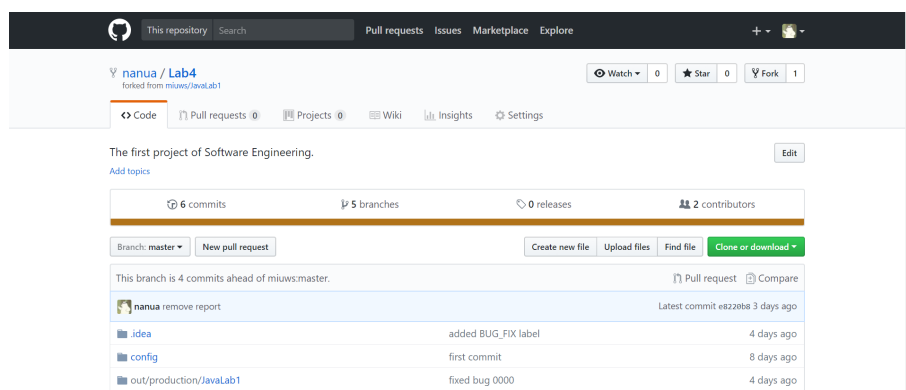 This repository Search Pull requests Issues Marketplace Explore
nanua / Lab4 Watch 0 Star 0 Fork 1
forked from miuws/JavaLab1
Code Pull requests 0 Projects 0 Wiki Insights Settings
The first project of Software Engineering. Edit
Add topics
6 commits 5 branches 0 releases 2 contributors
Branch: master New pull request Create new file Upload files Find file Clone or download
This branch is 4 commits ahead of miuws:master. Pull request Compare
nanua remove report Latest commit e8220b8 3 days ago
.idea added BUG_FIX label 4 days ago
config first commit 8 days ago
out/production/JavaLab1 fixed bug 0000 4 days ago